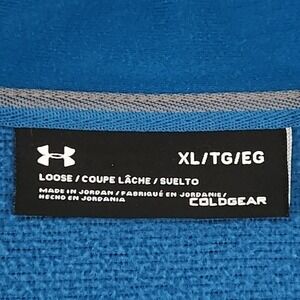 XL/TG/EG
LOOSE / COUPE LÂCHE / SUELTO
MADE IN JORDAN / FABRIQUÉ EN JORDANIE/
HECHO EN JORDANIA
COLDGEAR